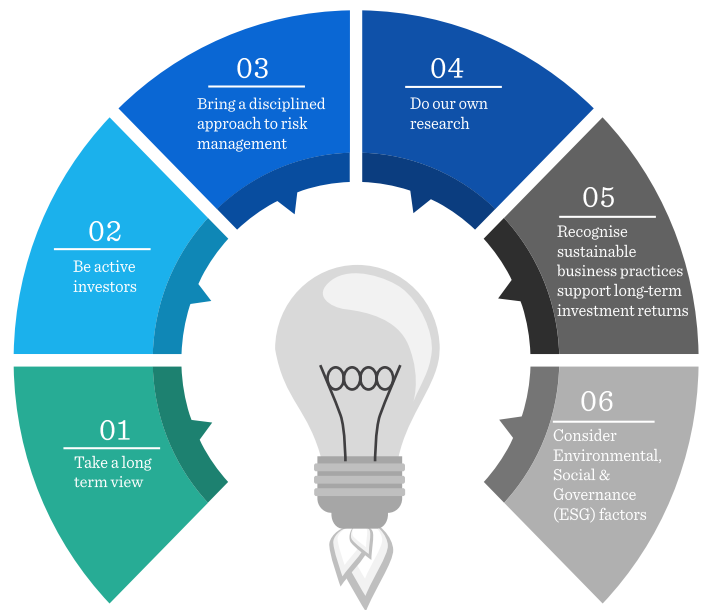 01
Take a long
term view
02
Be active
investors
03
Bring a disciplined
approach to risk
management
04
Do our own
research
05
Recognise
sustainable
business practices
support long-term
investment returns
06
Consider
Environmental,
Social &
Governance
(ESG) factors